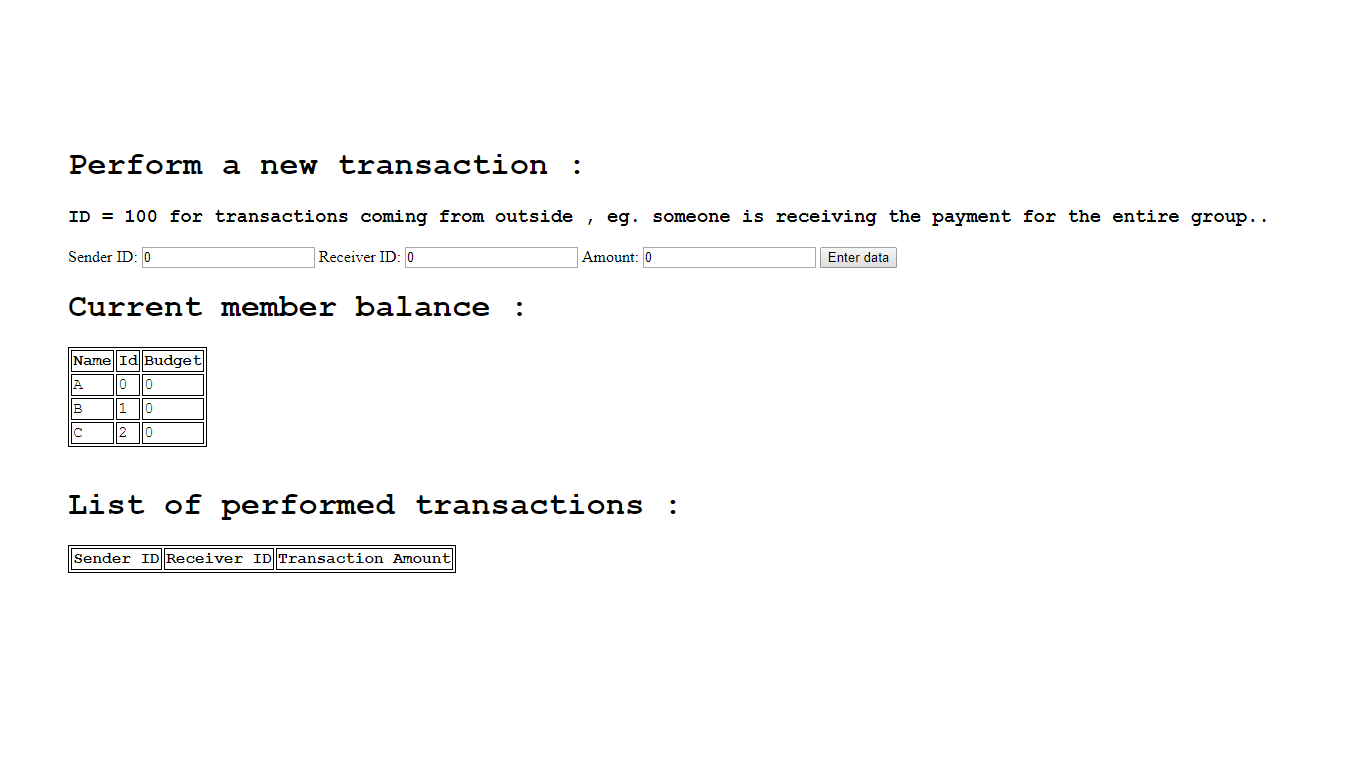 Perform a new transaction :
ID = 100 for transactions coming from outside , eg. someone is receiving the payment for the entire group..
Sender ID: 0 Receiver ID: 0 Amount: 0 Enter data
Current member balance :
Name Id Budget
A 0 0
B 1 0
C 2 0
List of performed transactions :
Sender ID Receiver ID Transaction Amount